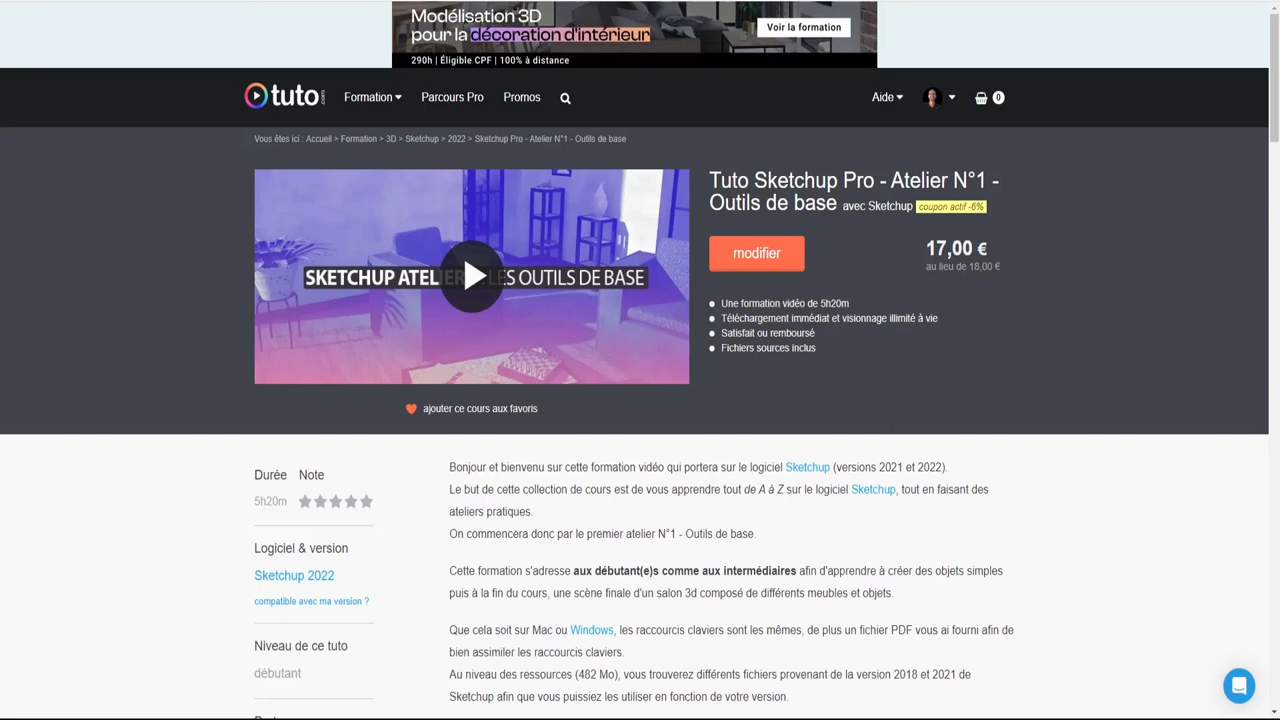 Modélisation 3D
pour la décoration d'intérieur
Voir la formation
290h | Éligible CPF | 100% à distance
tuto.com
Formation
Parcours Pro
Promos
Aide
0
Vous êtes ici : Accueil > Formation > 3D > Sketchup > 2022 > Sketchup Pro - Atelier N°1 - Outils de base
SKETCHUP ATELIER LES OUTILS DE BASE
Tuto Sketchup Pro - Atelier N°1 -
Outils de base avec Sketchup coupon actif -6%
modifier
17,00 €
au lieu de 18,00 €
Une formation vidéo de 5h20m
Téléchargement immédiat et visionnage illimité à vie
Satisfait ou remboursé
Fichiers sources inclus
ajouter ce cours aux favoris
Durée Note
5h20m
Logiciel & version
Sketchup 2022
compatible avec ma version ?
Niveau de ce tuto
débutant
Bonjour et bienvenu sur cette formation vidéo qui portera sur le logiciel Sketchup (versions 2021 et 2022).
Le but de cette collection de cours est de vous apprendre tout de A à Z sur le logiciel Sketchup, tout en faisant des
ateliers pratiques.
On commencera donc par le premier atelier N°1 - Outils de base.
Cette formation s'adresse aux débutant(e)s comme aux intermédiaires afin d'apprendre à créer des objets simples
puis à la fin du cours, une scène finale d'un salon 3d composé de différents meubles et objets.
Que cela soit sur Mac ou Windows, les raccourcis claviers sont les mêmes, de plus un fichier PDF vous ai fourni afin de
bien assimiler les raccourcis claviers.
Au niveau des ressources (482 Mo), vous trouverez différents fichiers provenant de la version 2018 et 2021 de
Sketchup afin que vous puissiez les utiliser en fonction de votre version.